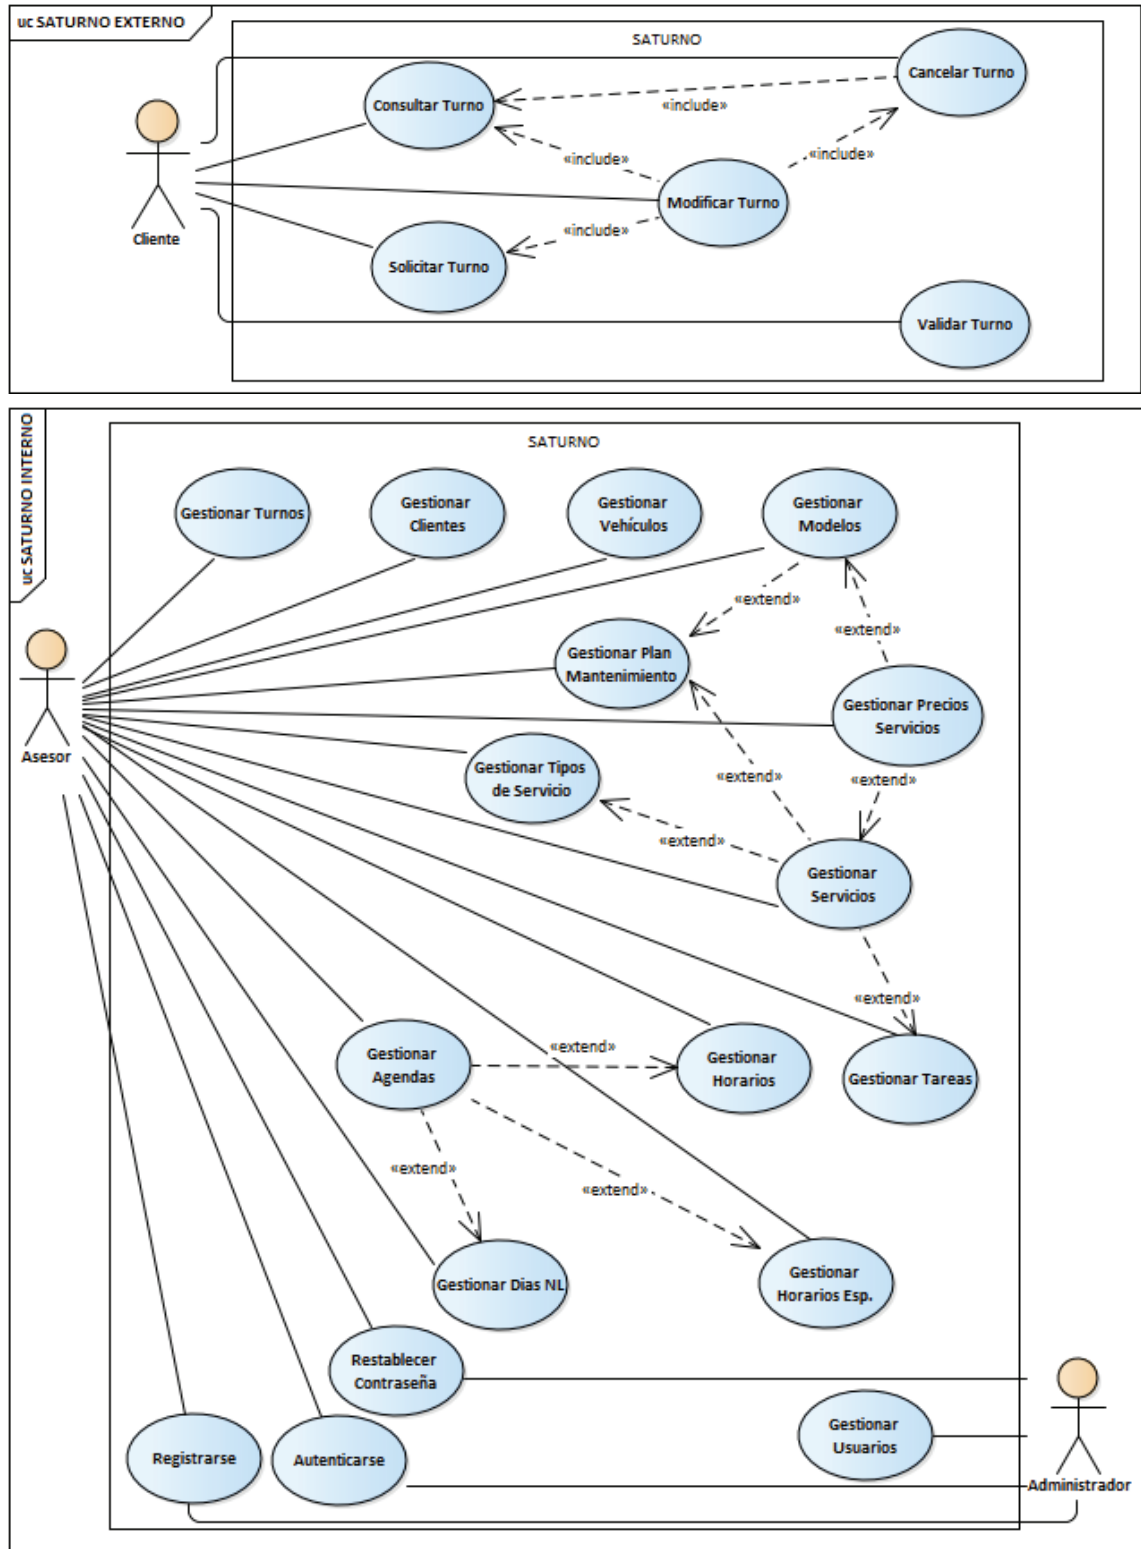 uc SATURNO EXTERNO
SATURNO
Cancelar Turno
Consultar Turno
«include»
«include»
«include»
Modificar Turno
«include»
Cliente
Solicitar Turno
Validar Turno
uc SATURNO INTERNO
SATURNO
Gestionar Turnos
Gestionar
Clientes
Gestionar
Vehículos
Gestionar
Modelos
«extend»
«extend»
Gestionar Plan
Mantenimiento
Gestionar Precios
Servicios
Asesor
Gestionar Tipos
de Servicio
«extend»
«extend»
«extend»
Gestionar
Servicios
«extend»
Gestionar
Agendas
«extend»
Gestionar
Horarios
Gestionar Tareas
«extend»
«extend»
Gestionar Dias NL
Gestionar
Horarios Esp.
Restablecer
Contraseña
Gestionar
Usuarios
Registrarse
Autenticarse
Administrador